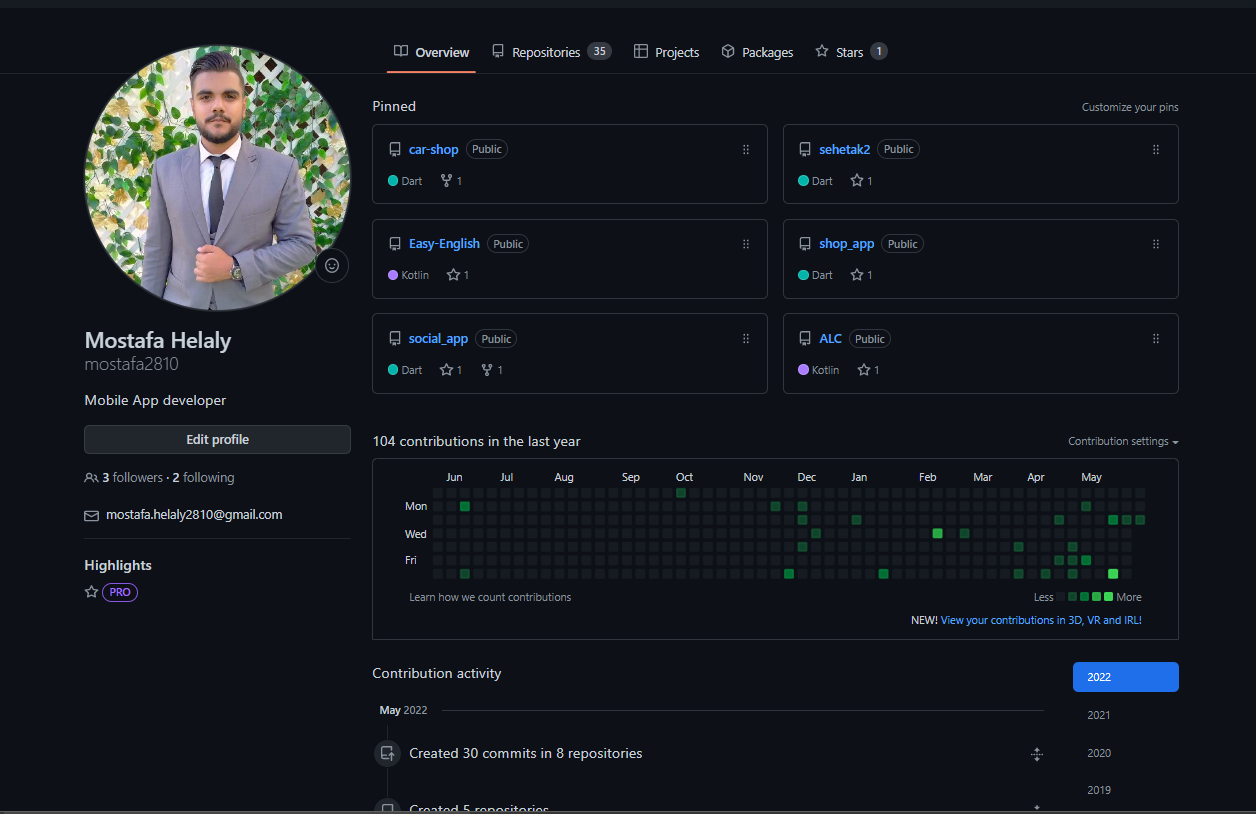 Overview Repositories 35 Projects Packages Stars 1
Mostafa Helaly
mostafa2810
Mobile App developer
Edit profile
3 followers · 2 following
mostafa.helaly2810@gmail.com
Highlights
PRO
Pinned Customize your pins
car-shop Public
Dart 1
sehetak2 Public
Dart 1
Easy-English Public
Kotlin 1
shop_app Public
Dart 1
social_app Public
Dart 1 1
ALC Public
Kotlin 1
104 contributions in the last year Contribution settings
Jun Jul Aug Sep Oct Nov Dec Jan Feb Mar Apr May
Mon
Wed
Fri
Learn how we count contributions Less More
NEW! View your contributions in 3D, VR and IRL!
Contribution activity
May 2022
Created 30 commits in 8 repositories
Created 5 repositories
2022
2021
2020
2019